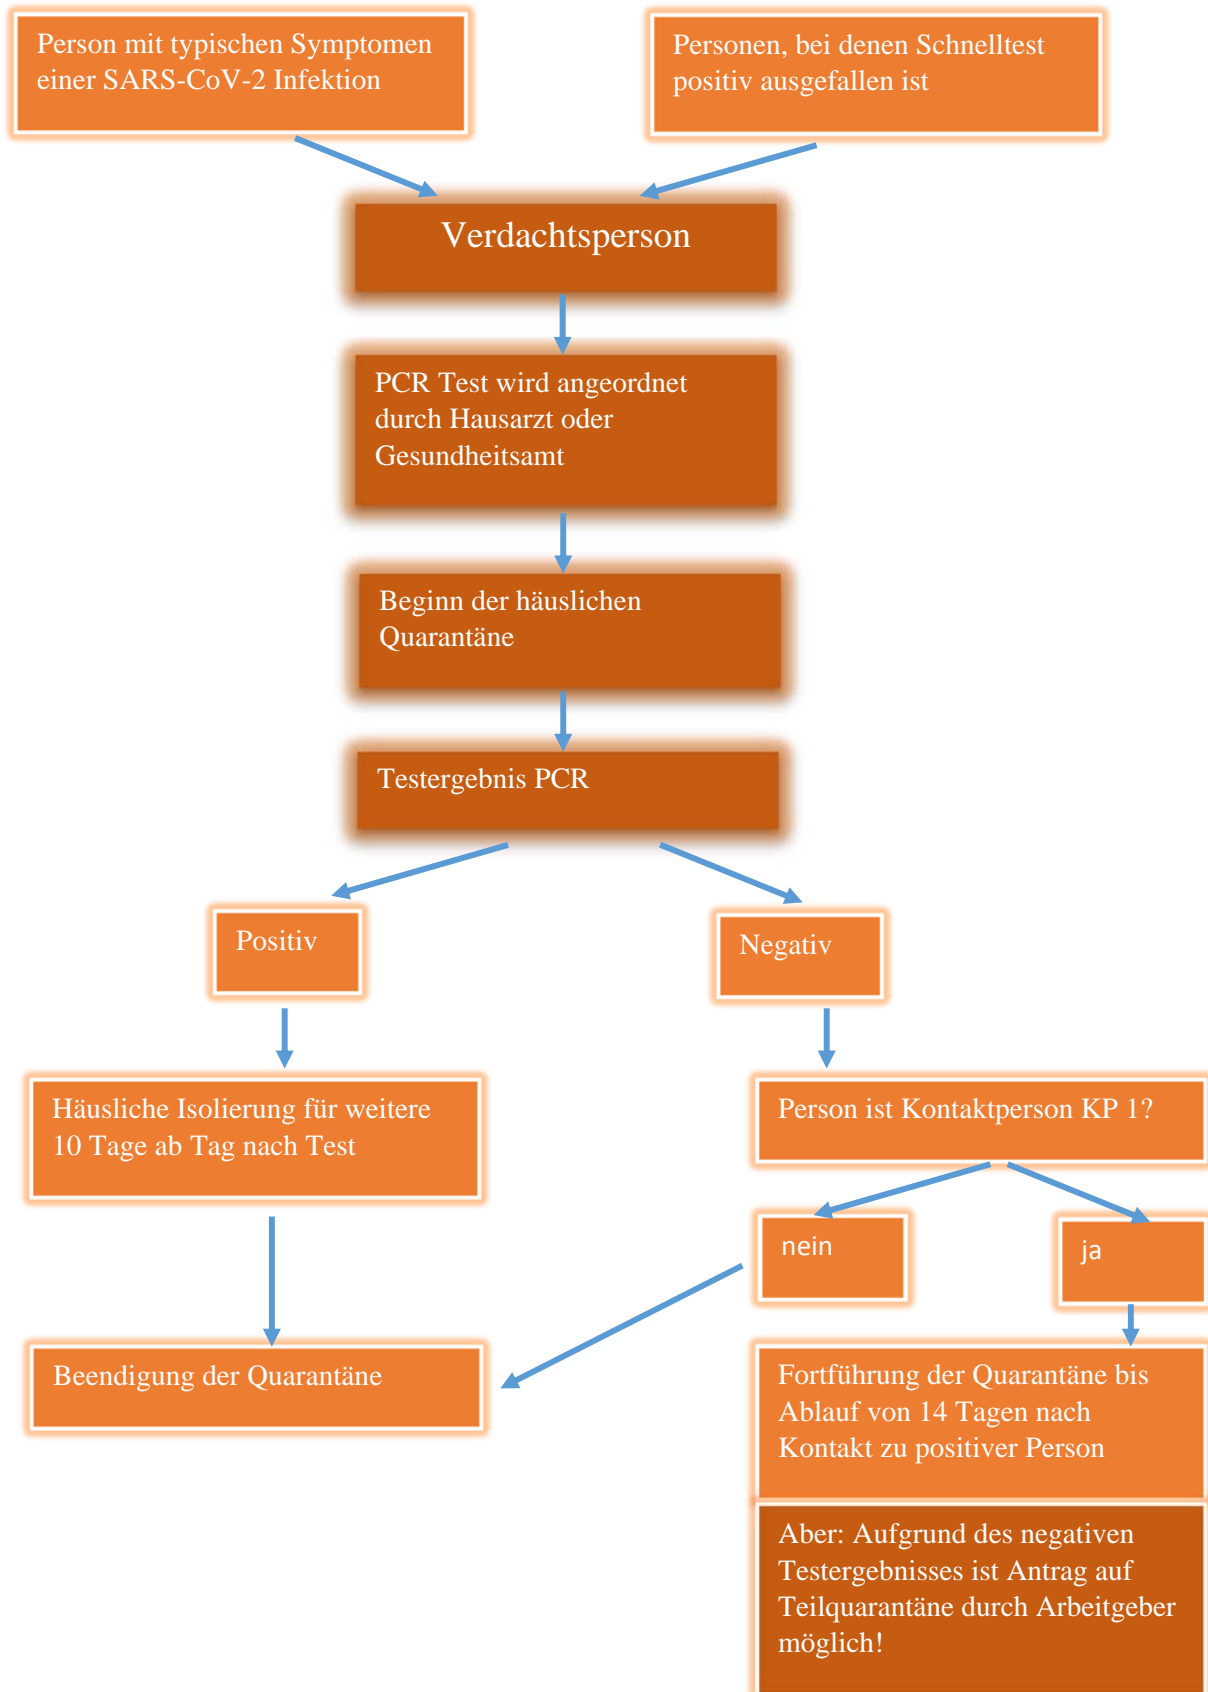 Person mit typischen Symptomen
einer SARS-CoV-2 Infektion
Personen, bei denen Schnelltest
positiv ausgefallen ist
Verdachtsperson
PCR Test wird angeordnet
durch Hausarzt oder
Gesundheitsamt
Beginn der häuslichen
Quarantäne
Testergebnis PCR
Positiv
Negativ
Häusliche Isolierung für weitere
10 Tage ab Tag nach Test
Person ist Kontaktperson KP 1?
nein
ja
Beendigung der Quarantäne
Fortführung der Quarantäne bis
Ablauf von 14 Tagen nach
Kontakt zu positiver Person
Aber: Aufgrund des negativen
Testergebnisses ist Antrag auf
Teilquarantäne durch Arbeitgeber
möglich!